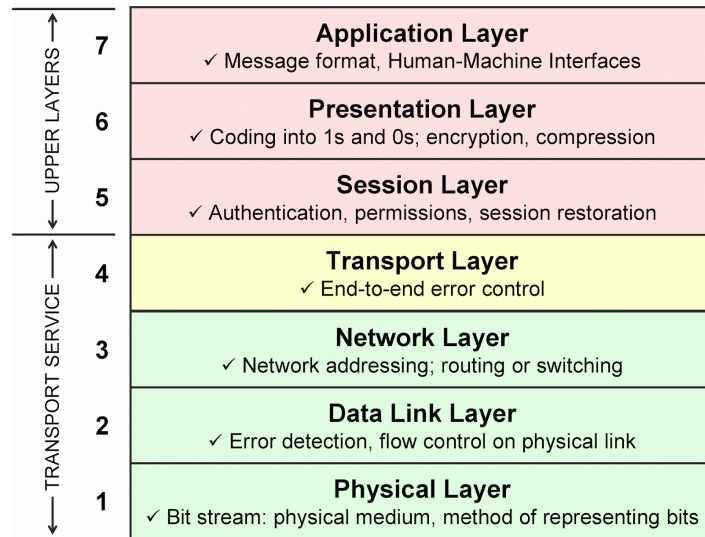 UPPER LAYERS
7
Application Layer
✓ Message format, Human-Machine Interfaces
6
Presentation Layer
✓ Coding into 1s and 0s; encryption, compression
5
Session Layer
✓ Authentication, permissions, session restoration
TRANSPORT SERVICE
4
Transport Layer
✓ End-to-end error control
3
Network Layer
✓ Network addressing; routing or switching
2
Data Link Layer
✓ Error detection, flow control on physical link
1
Physical Layer
✓ Bit stream: physical medium, method of representing bits